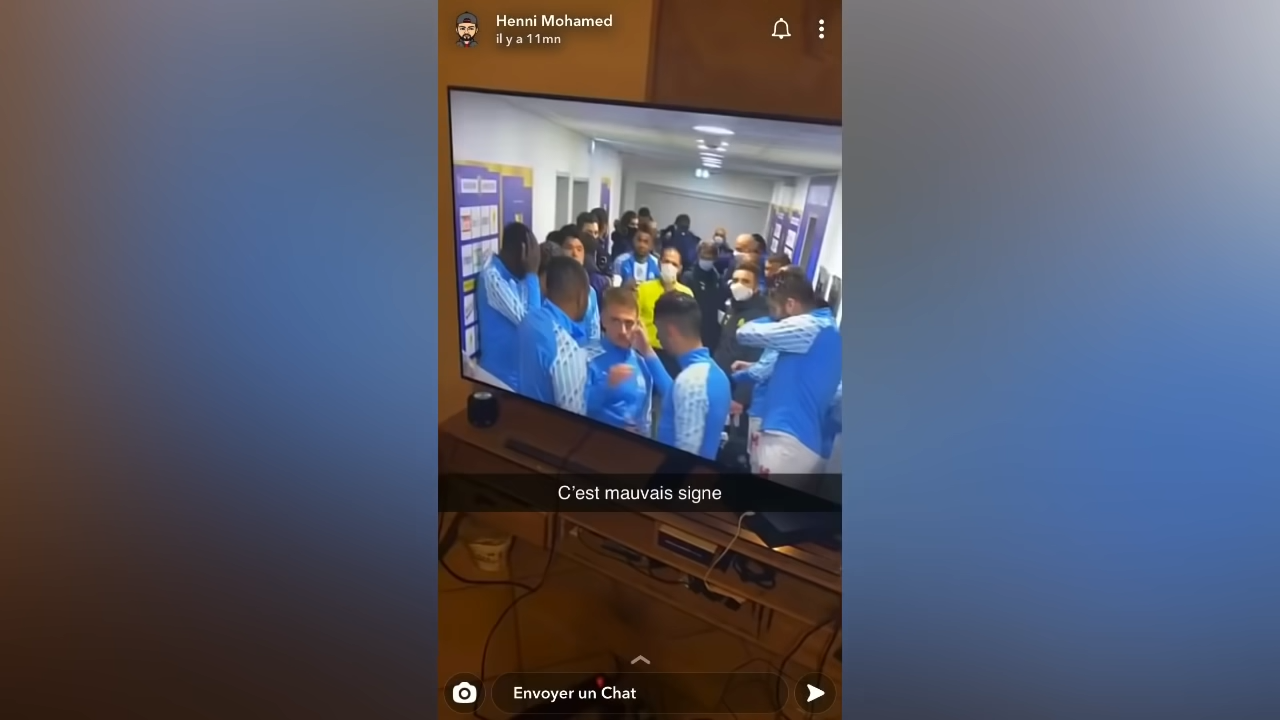 Henni Mohamed
il y a 11mn
C'est mauvais signe
Envoyer un Chat